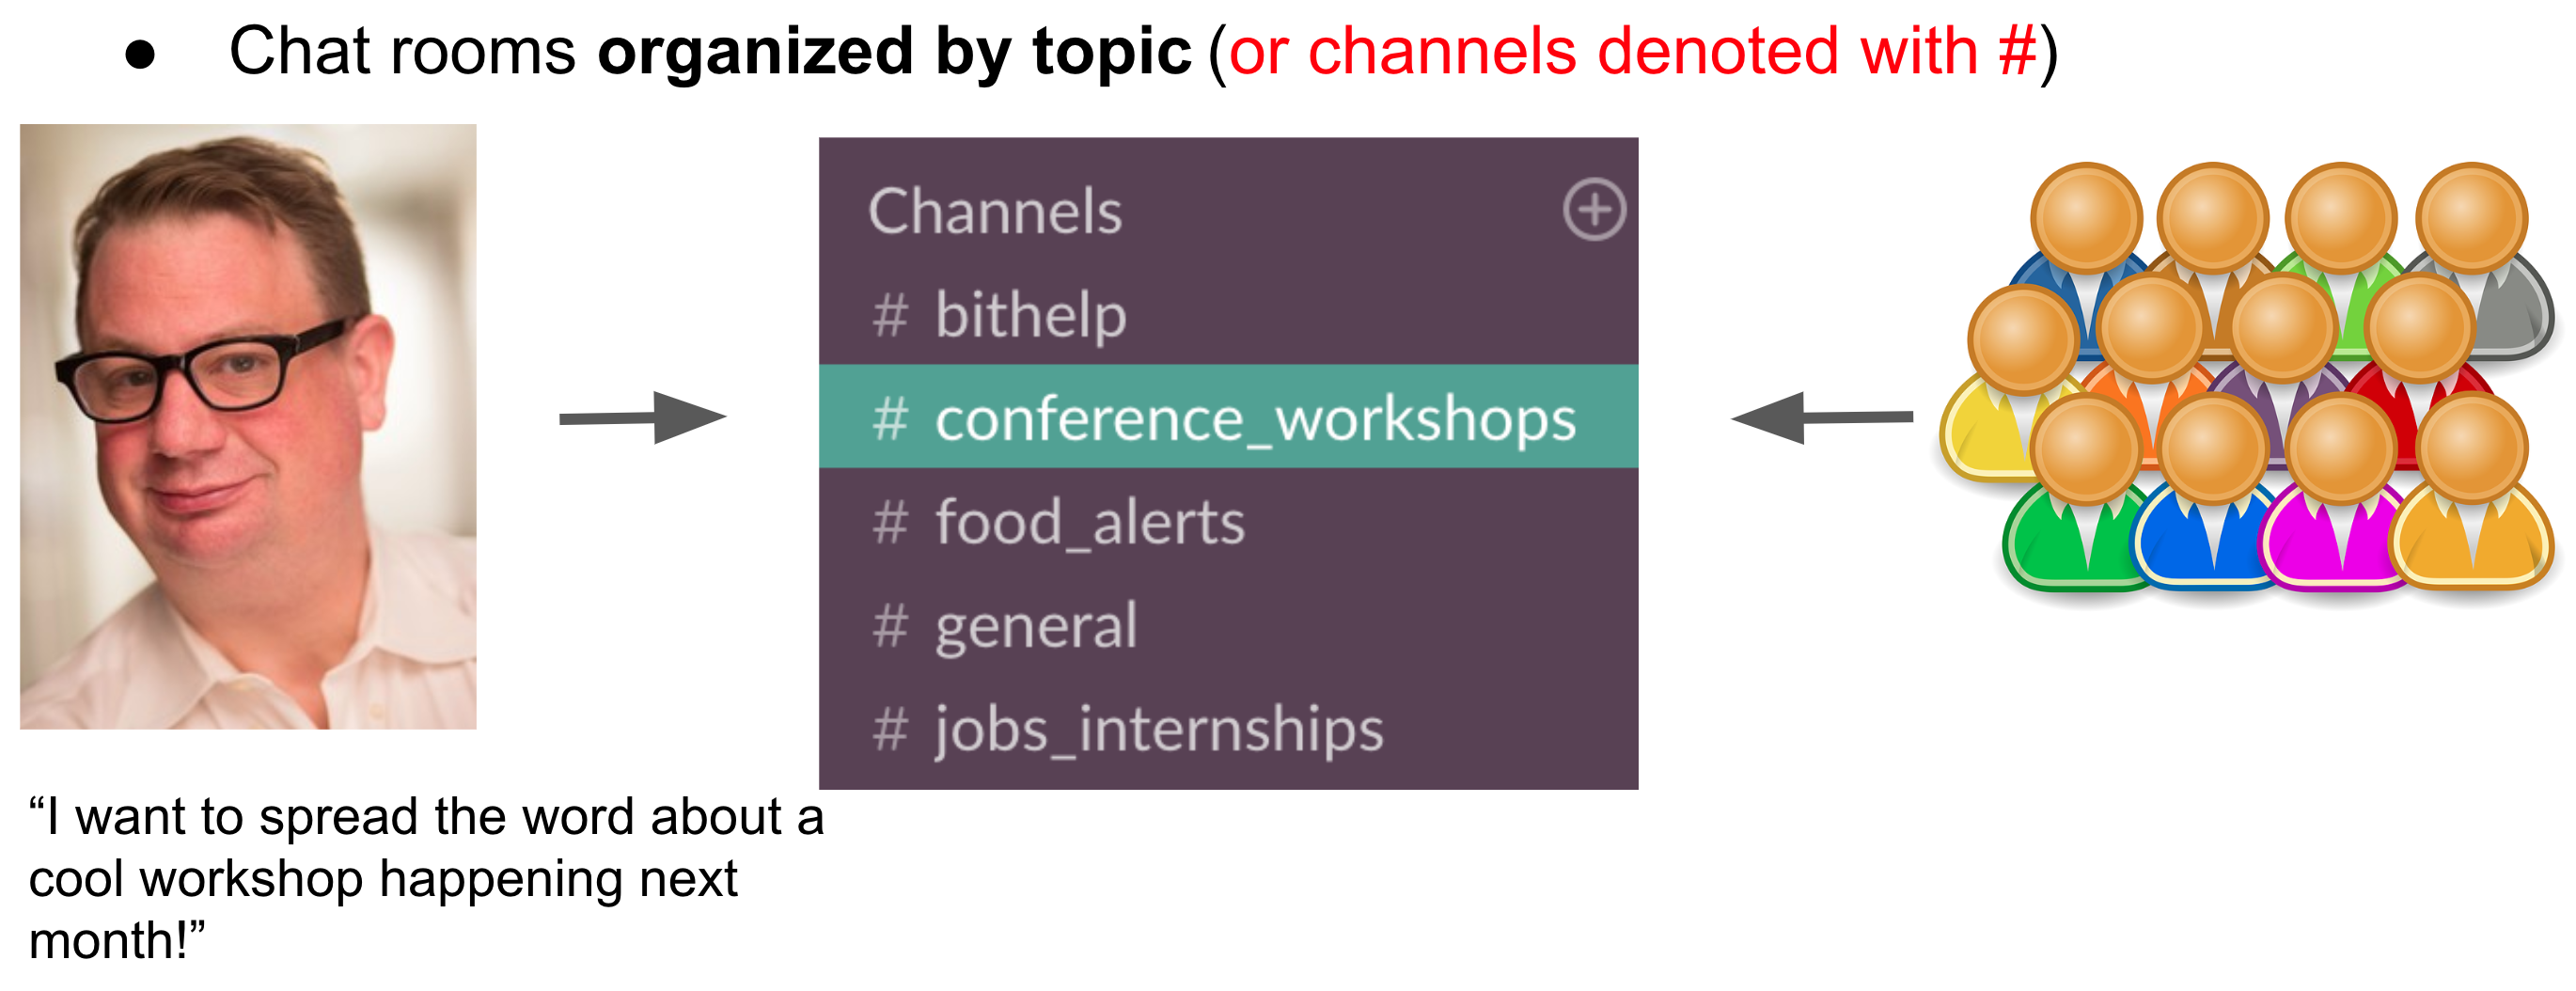 ● Chat rooms organized by topic (or channels denoted with #)
Channels
# bithelp
# conference_workshops
# food_alerts
# general
# jobs_internships
“I want to spread the word about a
cool workshop happening next
month!”